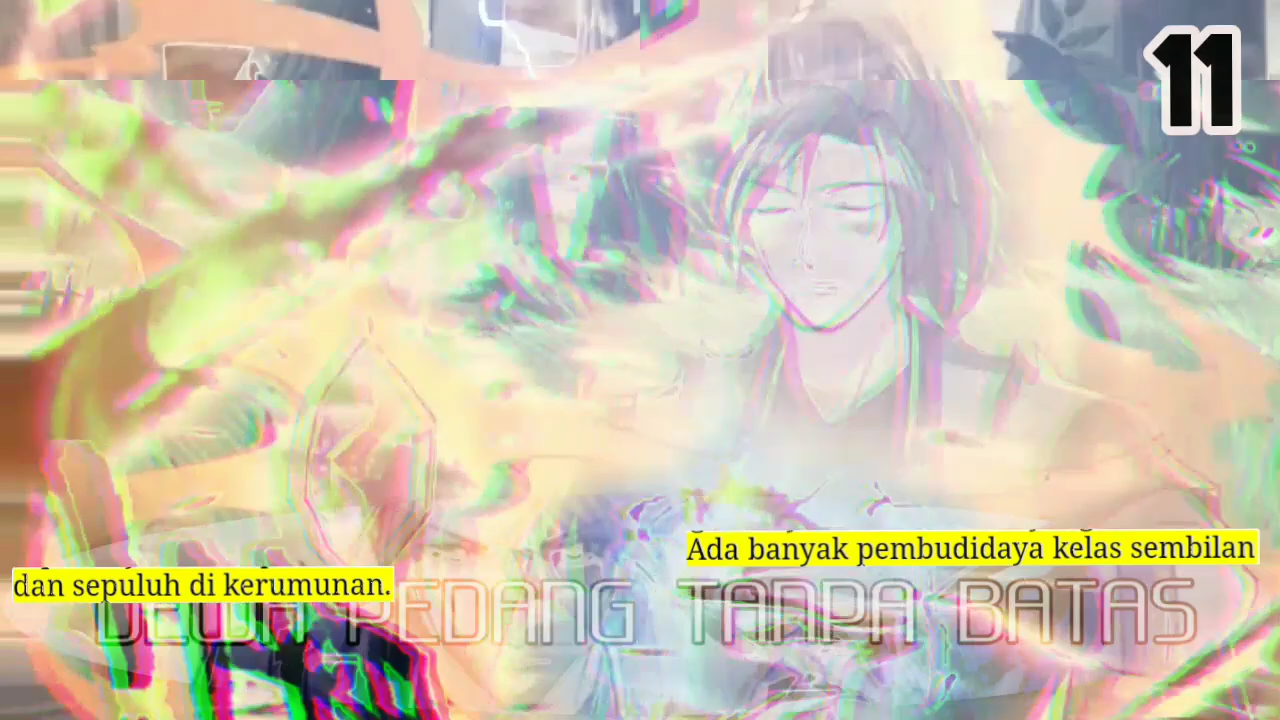 11
Ada banyak pembudidaya kelas sembilan
dan sepuluh di kerumunan.
DEWA PEDANG TANPA BATAS